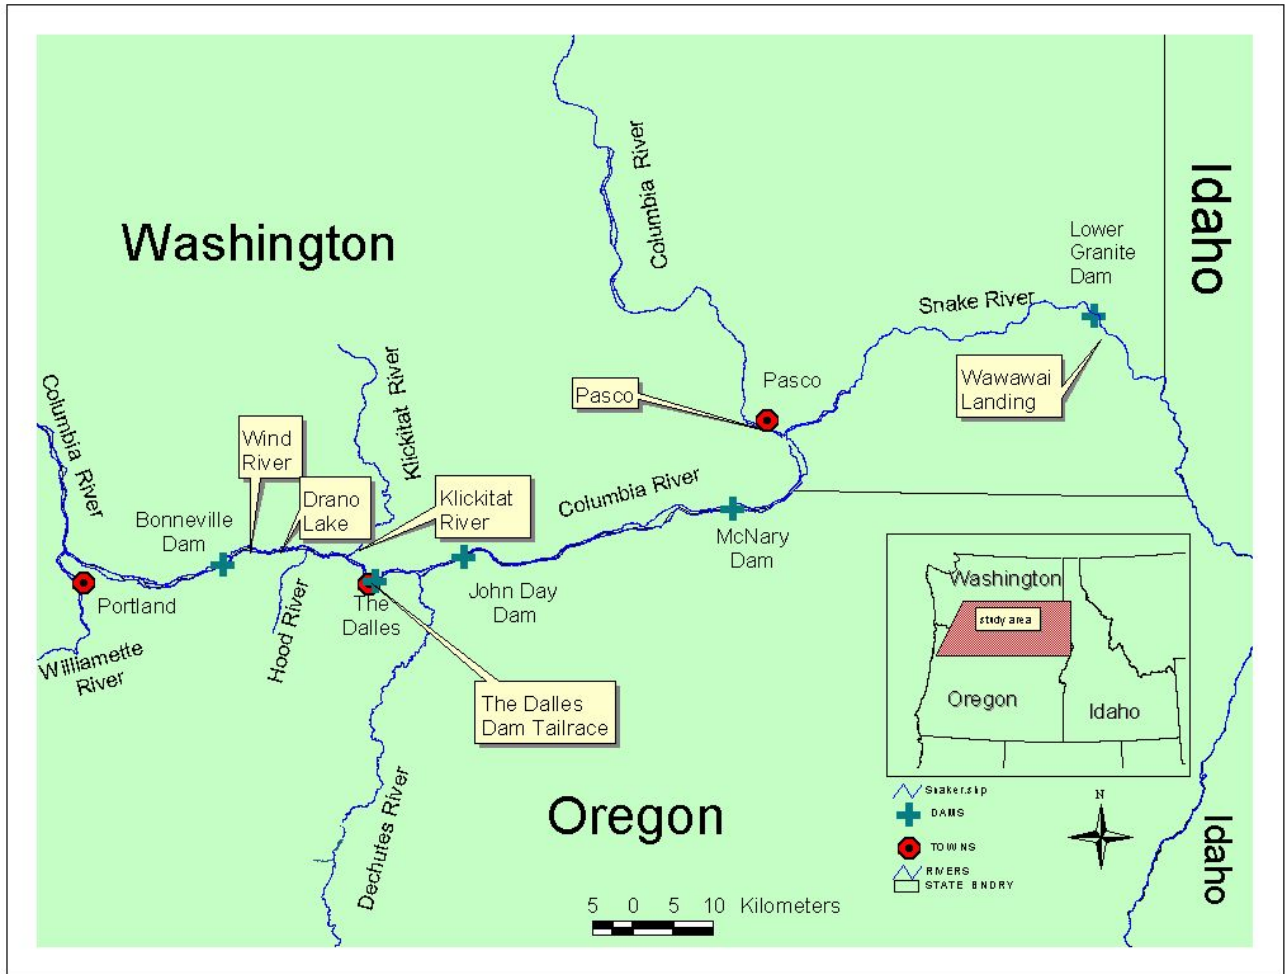 Washington
Columbia River
Idaho
Lower
Granite
Dam
Snake River
Wawawai
Landing
Pasco
Pasco
Columbia River
Klickitat River
Wind
River
Drano
Lake
Klickitat
River
Columbia River
Bonneville
Dam
McNary
Dam
John Day
Dam
Portland
The
Dalles
Hood River
Williamette
River
The Dalles
Dam Tailrace
Dechutes River
Oregon
Washington
study area
Oregon
Idaho
Snaker.shp
DAMS
TOWNS
RIVERS
STATE BNDRY
N
Idaho
5 0 5 10 Kilometers